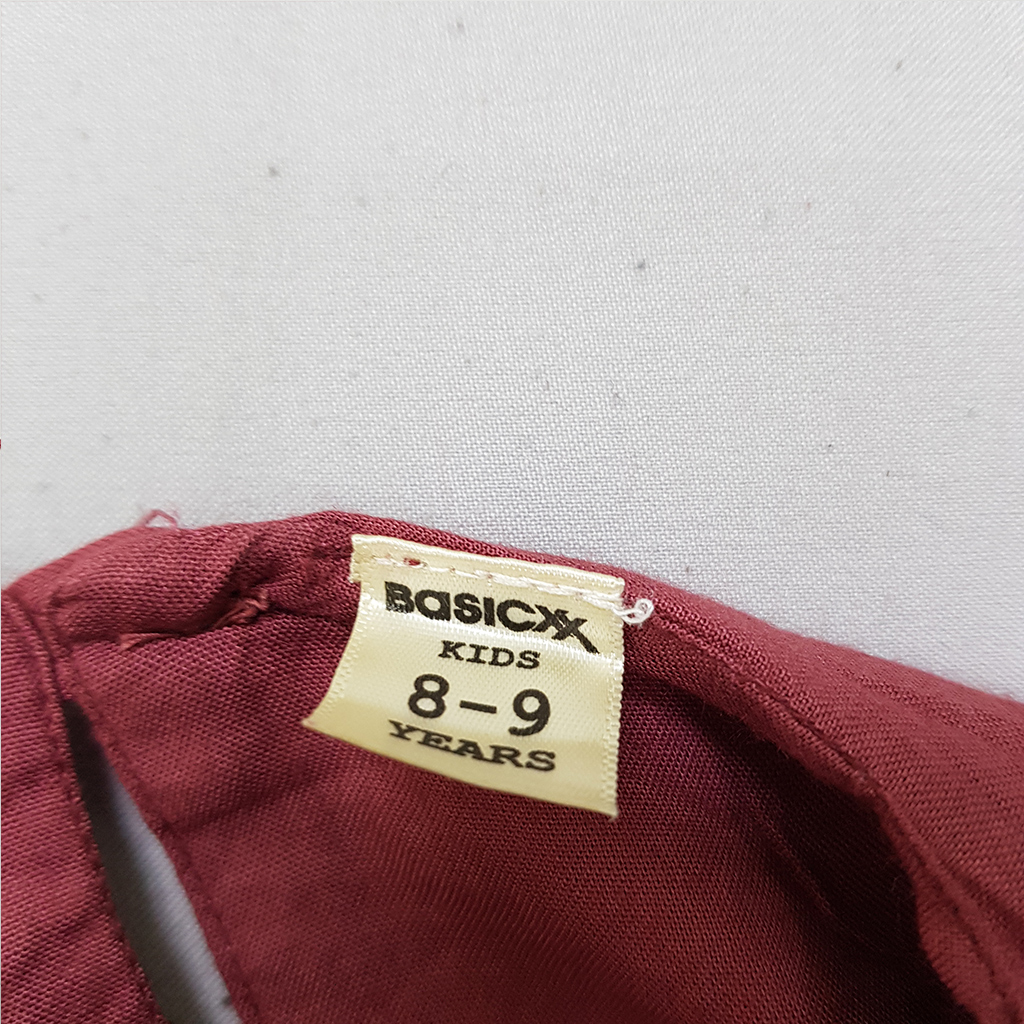 BasICxx
KIDS
8-9
YEARS